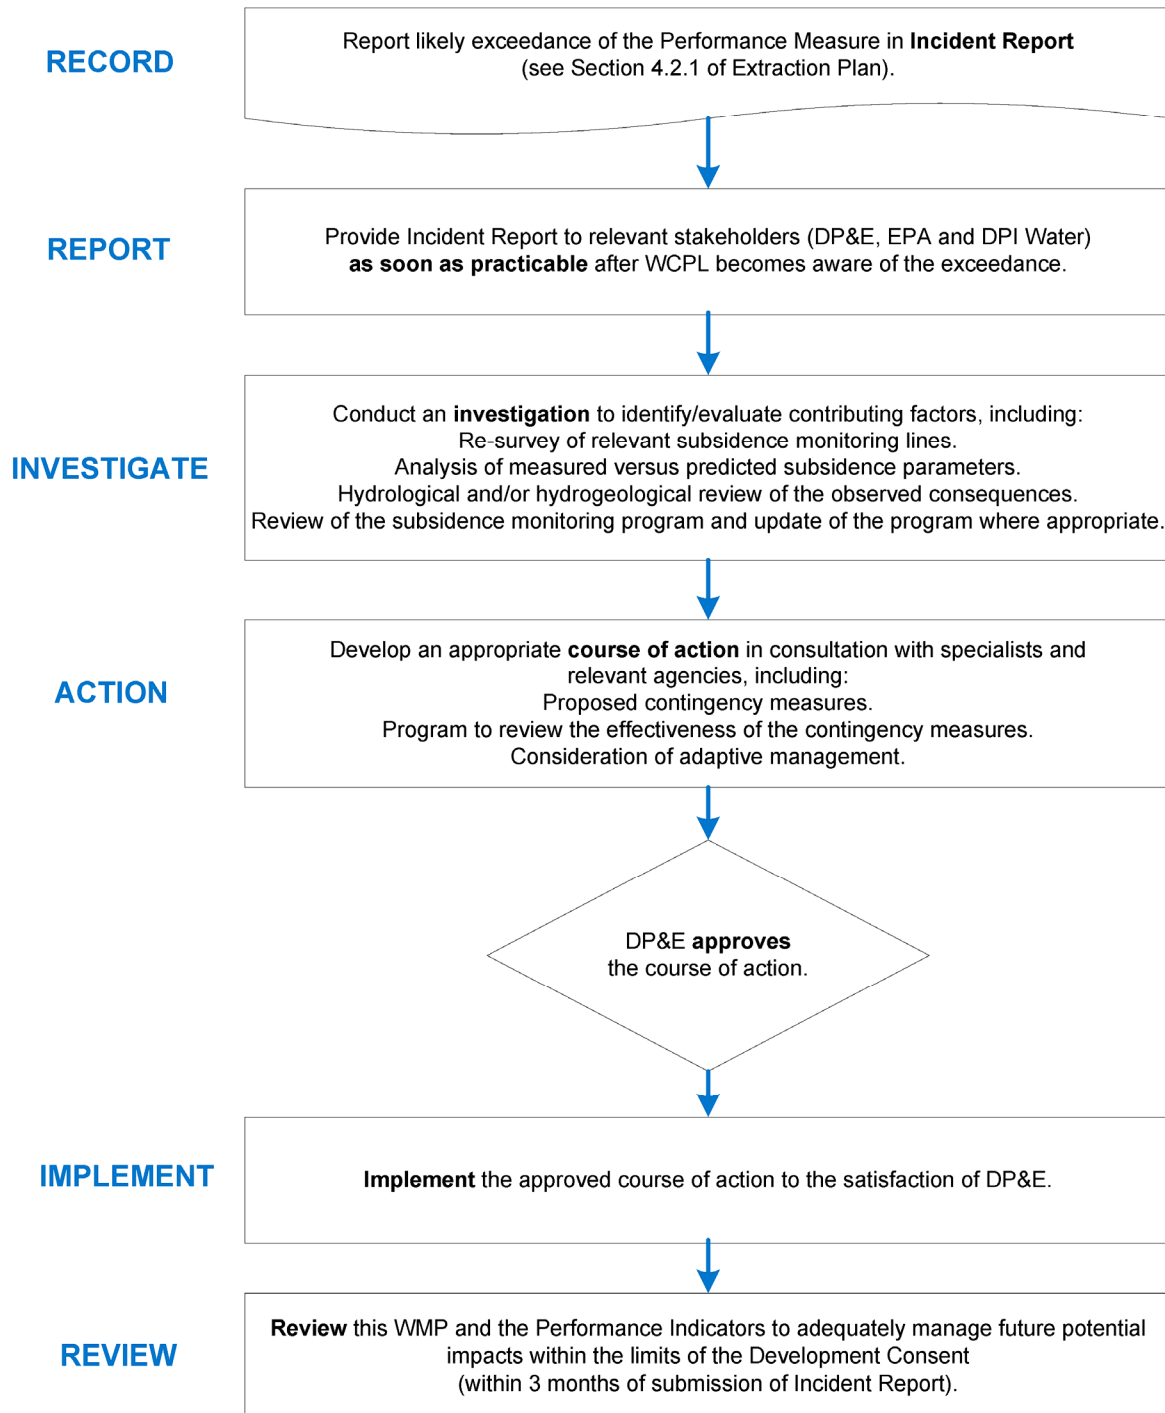 RECORD
Report likely exceedance of the Performance Measure in Incident Report
(see Section 4.2.1 of Extraction Plan).
REPORT
Provide Incident Report to relevant stakeholders (DP&E, EPA and DPI Water)
as soon as practicable after WCPL becomes aware of the exceedance.
INVESTIGATE
Conduct an investigation to identify/evaluate contributing factors, including:
Re-survey of relevant subsidence monitoring lines.
Analysis of measured versus predicted subsidence parameters.
Hydrological and/or hydrogeological review of the observed consequences.
Review of the subsidence monitoring program and update of the program where appropriate.
ACTION
Develop an appropriate course of action in consultation with specialists and
relevant agencies, including:
Proposed contingency measures.
Program to review the effectiveness of the contingency measures.
Consideration of adaptive management.
DP&E approves
the course of action.
IMPLEMENT
Implement the approved course of action to the satisfaction of DP&E.
REVIEW
Review this WMP and the Performance Indicators to adequately manage future potential
impacts within the limits of the Development Consent
(within 3 months of submission of Incident Report).